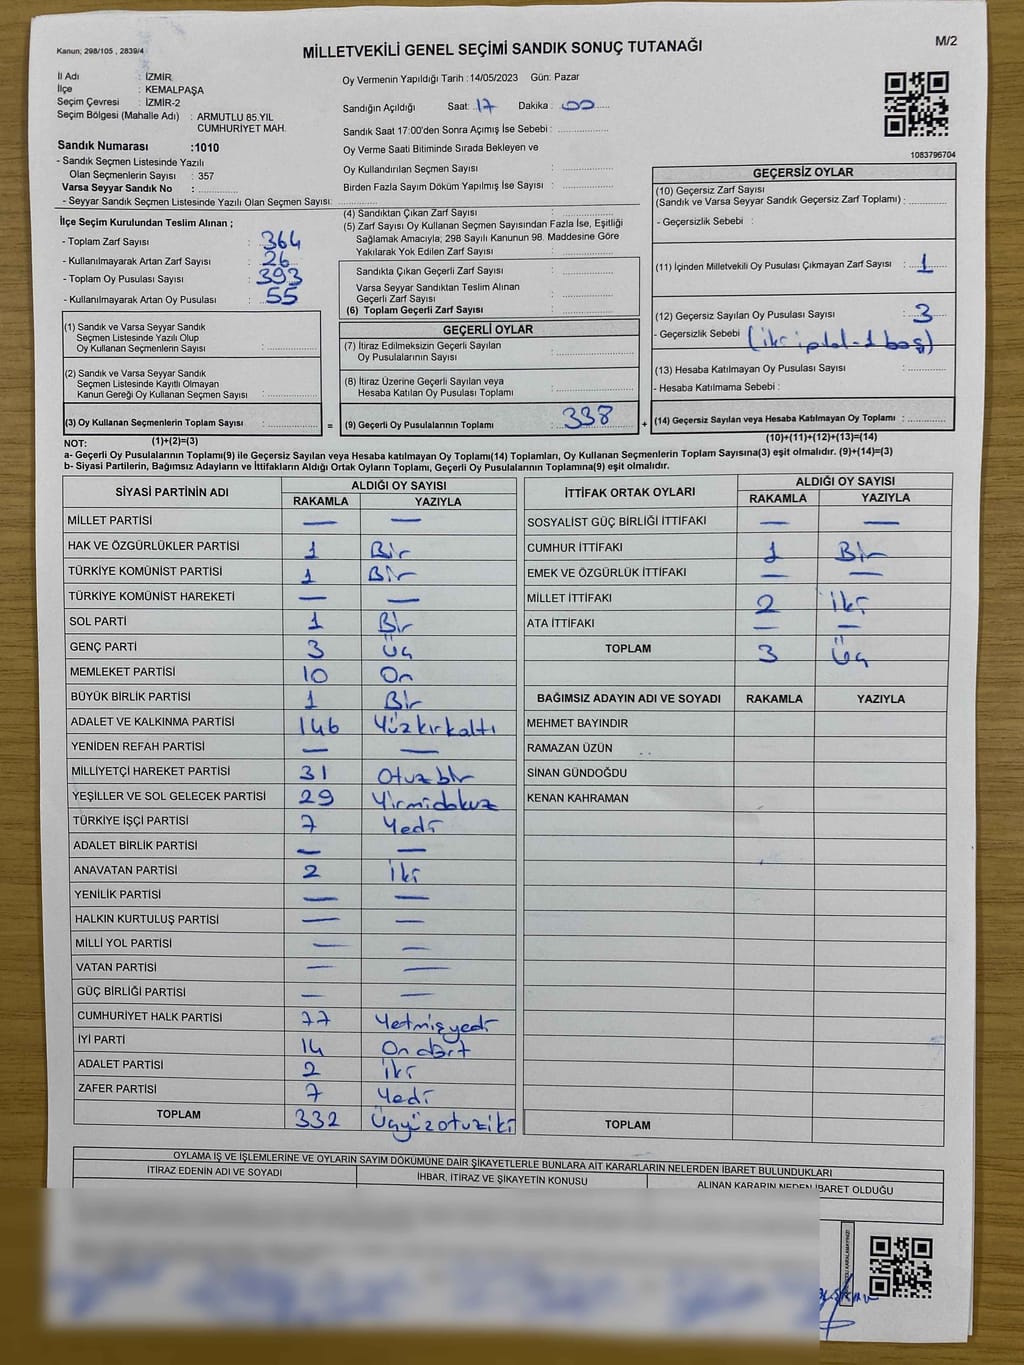 Kanun; 298/105 , 2839/4
MİLLETVEKİLİ GENEL SEÇİMİ SANDIK SONUÇ TUTANAĞI
M/2
İl Adı : İZMİR
İlçe : KEMALPAŞA
Seçim Çevresi : İZMİR-2
Seçim Bölgesi (Mahalle Adı) : ARMUTLU 85.YIL
CUMHURİYET MAH.
Sandık Numarası :1010
- Sandık Seçmen Listesinde Yazılı
Olan Seçmenlerin Sayısı : 357
Varsa Seyyar Sandık No :
- Seyyar Sandık Seçmen Listesinde Yazılı Olan Seçmen Sayısı:
Oy Vermenin Yapıldığı Tarih :14/05/2023 Gün: Pazar
Sandığın Açıldığı Saat: 17 Dakika : 00
Sandık Saat 17:00'den Sonra Açımış İse Sebebi :
Oy Verme Saati Bitiminde Sırada Bekleyen ve
Oy Kullandırılan Seçmen Sayısı :
Birden Fazla Sayım Döküm Yapılmış İse Sayısı :
1083796704
İlçe Seçim Kurulundan Teslim Alınan ;
- Toplam Zarf Sayısı : 364
- Kullanılmayarak Artan Zarf Sayısı : 26
- Toplam Oy Pusulası Sayısı : 393
- Kullanılmayarak Artan Oy Pusulası : 55
(1) Sandık ve Varsa Seyyar Sandık
Seçmen Listesinde Yazılı Olup
Oy Kullanan Seçmenlerin Sayısı :
(2) Sandık ve Varsa Seyyar Sandık
Seçmen Listesinde Kayıtlı Olmayan
Kanun Gereği Oy Kullanan Seçmen Sayısı :
(3) Oy Kullanan Seçmenlerin Toplam Sayısı :
(4) Sandıktan Çıkan Zarf Sayısı :
(5) Zarf Sayısı Oy Kullanan Seçmen Sayısından Fazla İse, Eşitliği
Sağlamak Amacıyla; 298 Sayılı Kanunun 98. Maddesine Göre
Yakılarak Yok Edilen Zarf Sayısı :
Sandıkta Çıkan Geçerli Zarf Sayısı :
Varsa Seyyar Sandıktan Teslim Alınan
Geçerli Zarf Sayısı :
(6) Toplam Geçerli Zarf Sayısı :
GEÇERLİ OYLAR
(7) İtiraz Edilmeksizin Geçerli Sayılan
Oy Pusulalarının Sayısı :
(8) İtiraz Üzerine Geçerli Sayılan veya
Hesaba Katılan Oy Pusulası Toplamı :
= (9) Geçerli Oy Pusulalarının Toplamı : 338 +
GEÇERSİZ OYLAR
(10) Geçersiz Zarf Sayısı
(Sandık ve Varsa Seyyar Sandık Geçersiz Zarf Toplamı) :
- Geçersizlik Sebebi :
(11) İçinden Milletvekili Oy Pusulası Çıkmayan Zarf Sayısı : 1
(12) Geçersiz Sayılan Oy Pusulası Sayısı : 3
- Geçersizlik Sebebi (iki iptal-1 boş)
(13) Hesaba Katılmayan Oy Pusulası Sayısı :
- Hesaba Katılmama Sebebi :
(14) Geçersiz Sayılan veya Hesaba Katılmayan Oy Toplamı :
NOT: (1)+(2)=(3) (10)+(11)+(12)+(13)=(14)
a- Geçerli Oy Pusulalarının Toplamı(9) ile Geçersiz Sayılan veya Hesaba katılmayan Oy Toplamı(14) Toplamları, Oy Kullanan Seçmenlerin Toplam Sayısına(3) eşit olmalıdır. (9)+(14)=(3)
b- Siyasi Partilerin, Bağımsız Adayların ve İttifakların Aldığı Ortak Oyların Toplamı, Geçerli Oy Pusulalarının Toplamına(9) eşit olmalıdır.
SİYASİ PARTİNİN ADI ALDIĞI OY SAYISI
RAKAMLA YAZIYLA
MİLLET PARTİSİ — —
HAK VE ÖZGÜRLÜKLER PARTİSİ 1 Bir
TÜRKİYE KOMÜNİST PARTİSİ 1 Bir
TÜRKİYE KOMÜNİST HAREKETİ — —
SOL PARTİ 1 Bir
GENÇ PARTİ 3 Üç
MEMLEKET PARTİSİ 10 On
BÜYÜK BİRLİK PARTİSİ 1 Bir
ADALET VE KALKINMA PARTİSİ 146 Yüzkırkaltı
YENİDEN REFAH PARTİSİ — —
MİLLİYETÇİ HAREKET PARTİSİ 31 Otuzbir
YEŞİLLER VE SOL GELECEK PARTİSİ 29 Yirmidokuz
TÜRKİYE İŞÇİ PARTİSİ 7 Yedi
ADALET BİRLİK PARTİSİ — —
ANAVATAN PARTİSİ 2 İki
YENİLİK PARTİSİ — —
HALKIN KURTULUŞ PARTİSİ — —
MİLLİ YOL PARTİSİ — —
VATAN PARTİSİ — —
GÜÇ BİRLİĞİ PARTİSİ — —
CUMHURİYET HALK PARTİSİ 77 Yetmişyedi
İYİ PARTİ 14 Ondört
ADALET PARTİSİ 2 İki
ZAFER PARTİSİ 7 Yedi
TOPLAM 332 Üçyüzotuziki
İTTİFAK ORTAK OYLARI ALDIĞI OY SAYISI
RAKAMLA YAZIYLA
SOSYALİST GÜÇ BİRLİĞİ İTTİFAKI — —
CUMHUR İTTİFAKI 1 Bir
EMEK VE ÖZGÜRLÜK İTTİFAKI — —
MİLLET İTTİFAKI 2 İki
ATA İTTİFAKI — —
TOPLAM 3 Üç
BAĞIMSIZ ADAYIN ADI VE SOYADI RAKAMLA YAZIYLA
MEHMET BAYINDIR
RAMAZAN ÜZÜN
SİNAN GÜNDOĞDU
KENAN KAHRAMAN
TOPLAM
OYLAMA İŞ VE İŞLEMLERİNE VE OYLARIN SAYIM DÖKÜMÜNE DAİR ŞİKAYETLERLE BUNLARA AİT KARARLARIN NELERDEN İBARET BULUNDUKLARI
İTİRAZ EDENİN ADI VE SOYADI İHBAR, İTİRAZ VE ŞİKAYETİN KONUSU ALINAN KARARIN NEDEN İBARET OLDUĞU